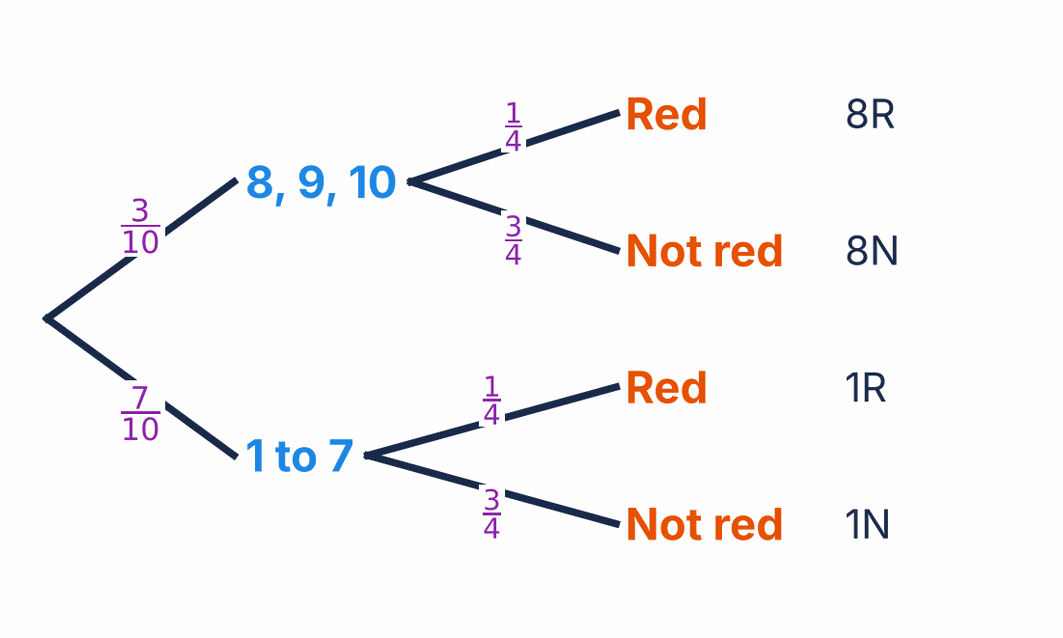 1/4 Red 8R
8, 9, 10
3/10
3/4 Not red 8N
1/4 Red 1R
7/10
1 to 7
3/4 Not red 1N